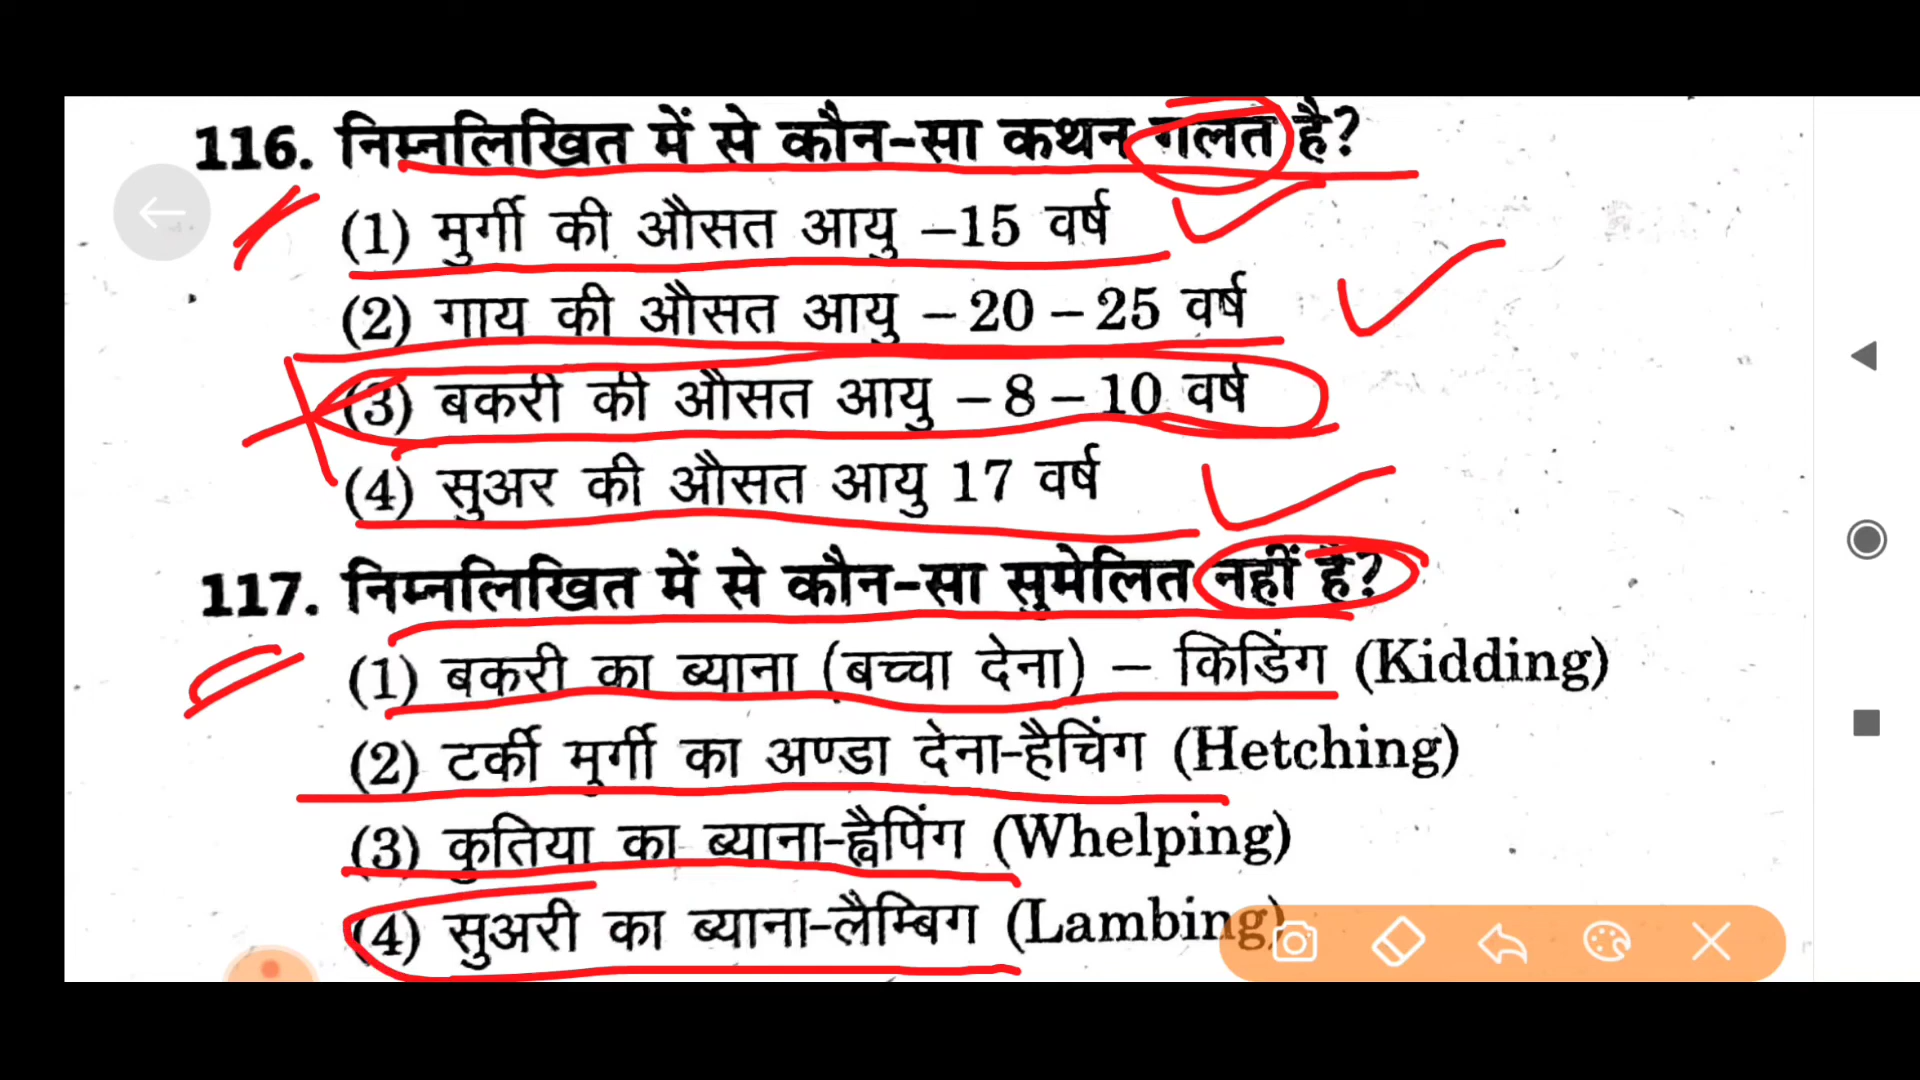 116. निम्नलिखित में से कौन-सा कथन गलत है?
(1) मुर्गी की औसत आयु –15 वर्ष
(2) गाय की औसत आयु – 20 – 25 वर्ष
(3) बकरी की औसत आयु – 8 – 10 वर्ष
(4) सुअर की औसत आयु 17 वर्ष
117. निम्नलिखित में से कौन-सा सुमेलित नहीं है?
(1) बकरी का ब्याना (बच्चा देना) – किडिंग (Kidding)
(2) टर्की मुर्गी का अण्डा देना-हैचिंग (Hetching)
(3) कुतिया का ब्याना-ह्वैपिंग (Whelping)
(4) सुअरी का ब्याना-लैम्बिग (Lambing)